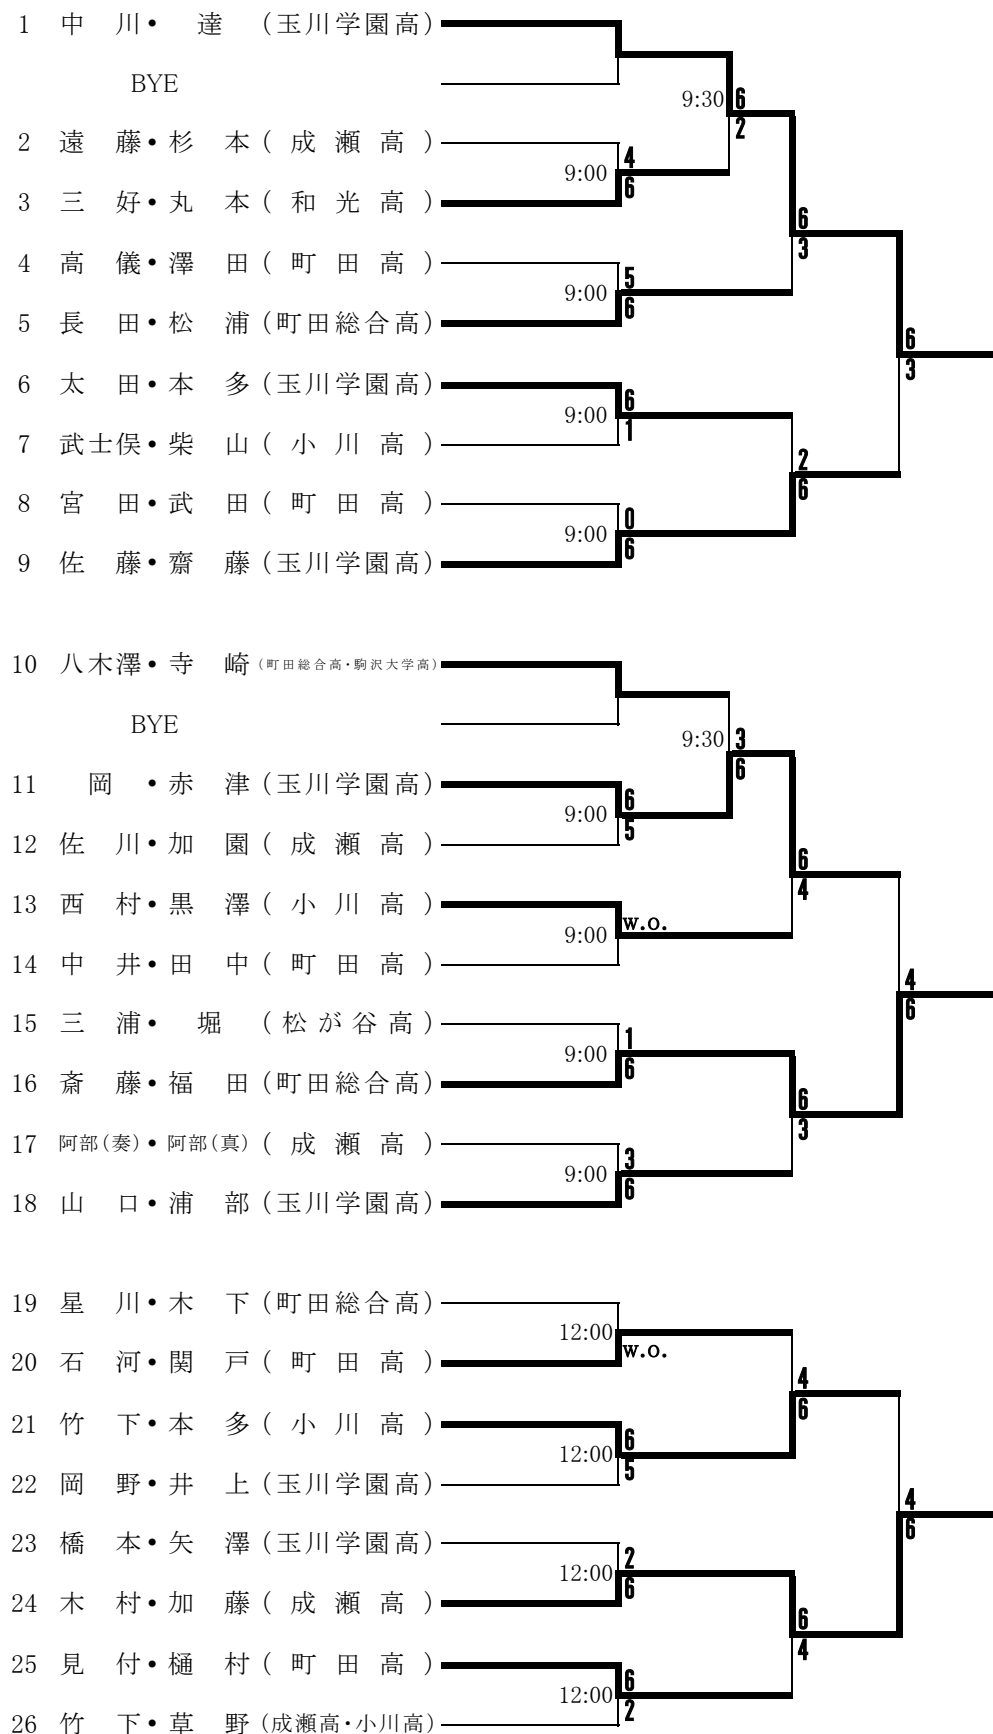 1 中川・達 (玉川学園高)
BYE
9:30 6
2
2 遠藤・杉本 (成瀬高)
9:00 4
6
3 三好・丸本 (和光高)
6
3
4 高儀・澤田 (町田高)
9:00 5
6
5 長田・松浦 (町田総合高)
6
3
6 太田・本多 (玉川学園高)
9:00 6
1
7 武士俣・柴山 (小川高)
2
6
8 宮田・武田 (町田高)
9:00 0
6
9 佐藤・齋藤 (玉川学園高)
10 八木澤・寺崎 (町田総合高・駒沢大学高)
BYE
9:30 3
6
11 岡・赤津 (玉川学園高)
9:00 6
5
12 佐川・加園 (成瀬高)
6
4
13 西村・黒澤 (小川高)
9:00 w.o.
14 中井・田中 (町田高)
4
6
15 三浦・堀 (松が谷高)
9:00 1
6
16 斎藤・福田 (町田総合高)
6
3
17 阿部(奏)・阿部(真) (成瀬高)
9:00 3
6
18 山口・浦部 (玉川学園高)
19 星川・木下 (町田総合高)
12:00 w.o.
20 石河・関戸 (町田高)
4
6
21 竹下・本多 (小川高)
12:00 6
5
22 岡野・井上 (玉川学園高)
4
6
23 橋本・矢澤 (玉川学園高)
12:00 2
6
24 木村・加藤 (成瀬高)
6
4
25 見付・樋村 (町田高)
12:00 6
2
26 竹下・草野 (成瀬高・小川高)